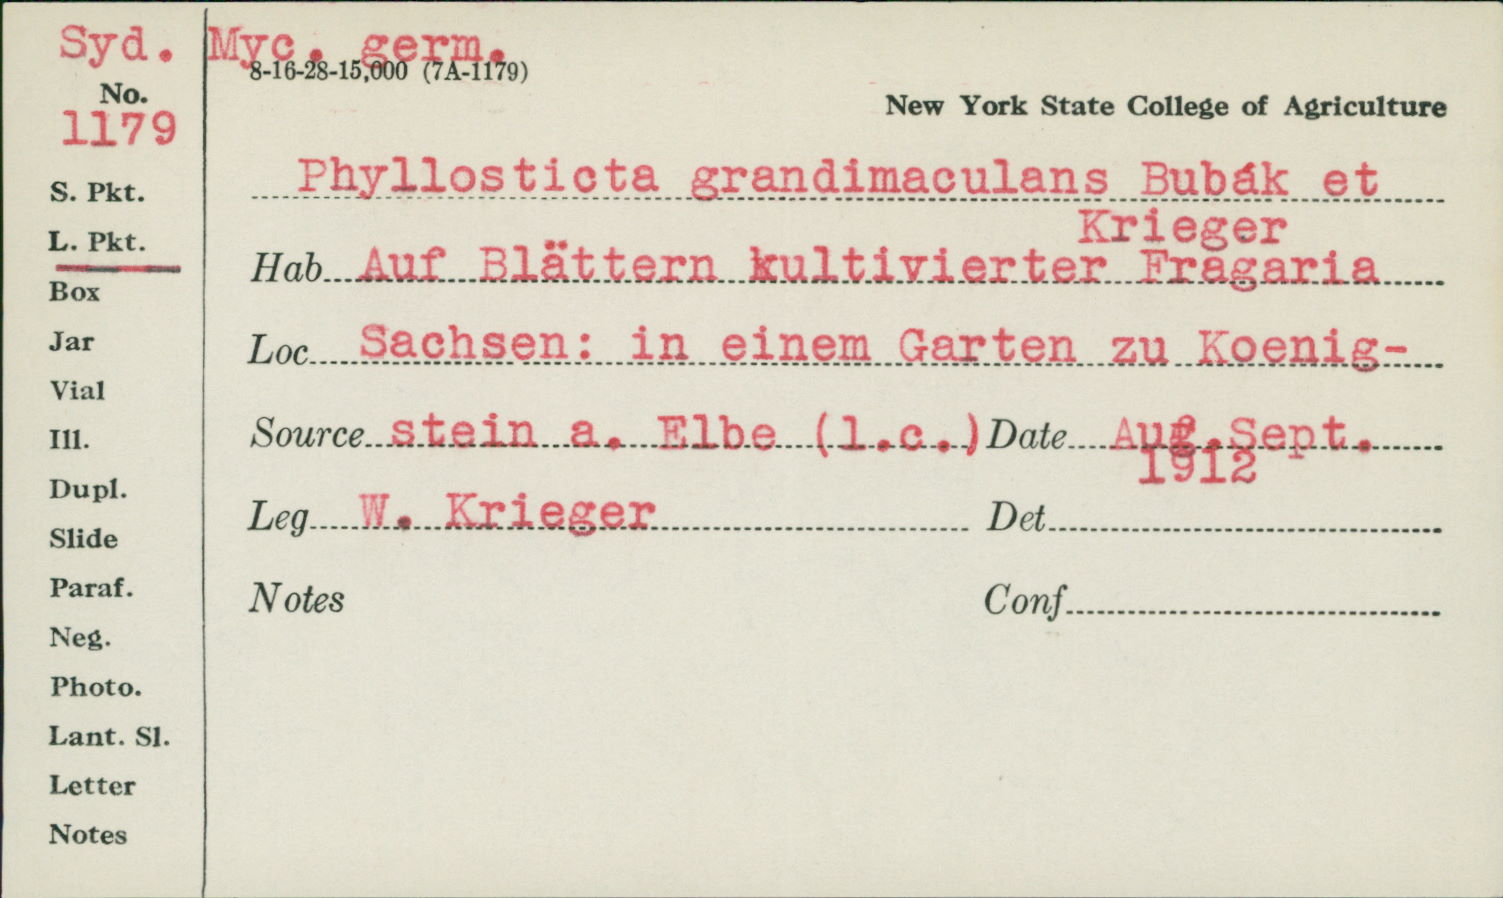 Syd. Myc. germ.
8-16-28-15,000 (7A-1179)
No.
1179
New York State College of Agriculture
S. Pkt.
Phyllosticta grandimaculans Bubák et
Krieger
L. Pkt.
Hab Auf Blättern kultivierter Fragaria
Box
Jar
Loc Sachsen: in einem Garten zu Koenig-
Vial
Ill.
Source stein a. Elbe (l.c.) Date Aug.Sept.
1912
Dupl.
Leg W. Krieger Det
Slide
Paraf.
Notes Conf
Neg.
Photo.
Lant. Sl.
Letter
Notes